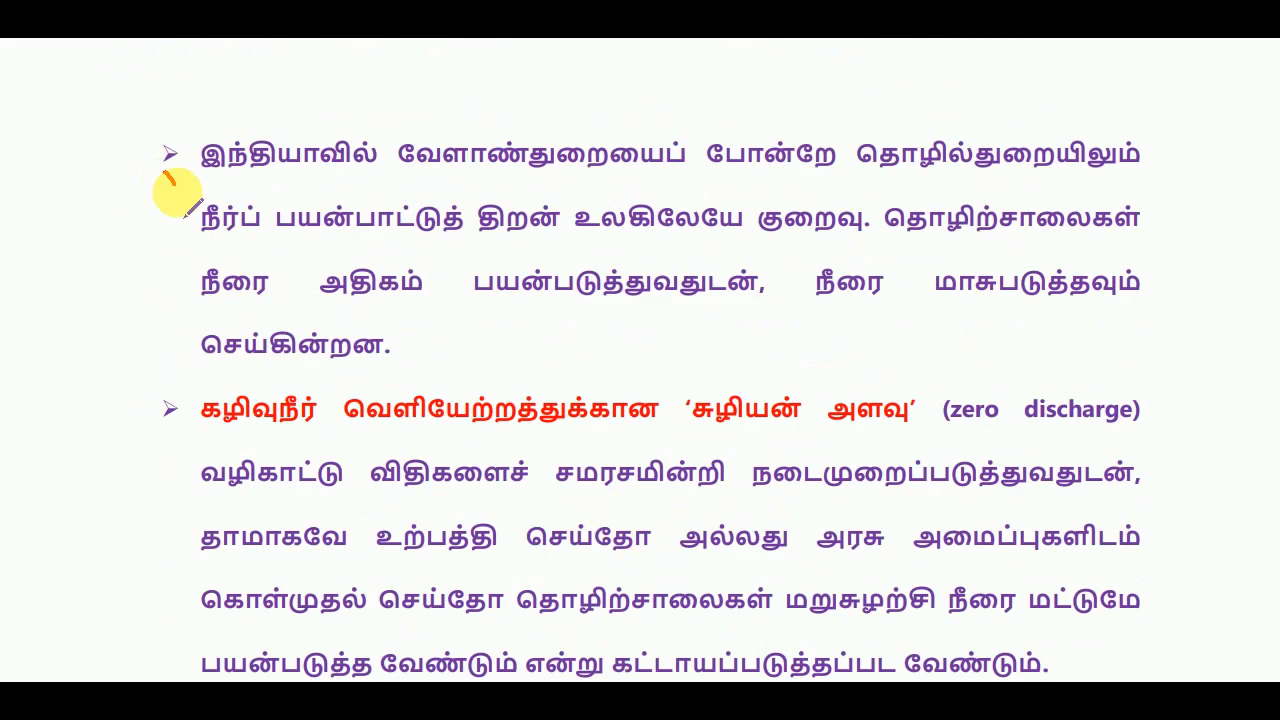 ➢ இந்தியாவில் வேளாண்துறையைப் போன்றே தொழில்துறையிலும்
நீர்ப் பயன்பாட்டுத் திறன் உலகிலேயே குறைவு. தொழிற்சாலைகள்
நீரை அதிகம் பயன்படுத்துவதுடன், நீரை மாசுபடுத்தவும்
செய்கின்றன.
➢ கழிவுநீர் வெளியேற்றத்துக்கான ‘சுழியன் அளவு’ (zero discharge)
வழிகாட்டு விதிகளைச் சமரசமின்றி நடைமுறைப்படுத்துவதுடன்,
தாமாகவே உற்பத்தி செய்தோ அல்லது அரசு அமைப்புகளிடம்
கொள்முதல் செய்தோ தொழிற்சாலைகள் மறுசுழற்சி நீரை மட்டுமே
பயன்படுத்த வேண்டும் என்று கட்டாயப்படுத்தப்பட வேண்டும்.